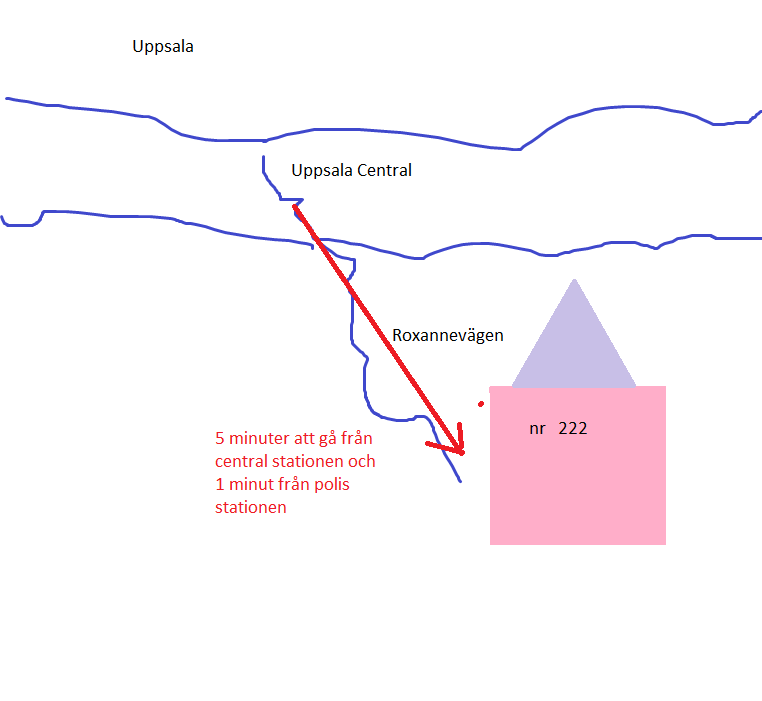 Uppsala
Uppsala Central
Roxannevägen
nr 222
5 minuter att gå från
central stationen och
1 minut från polis
stationen